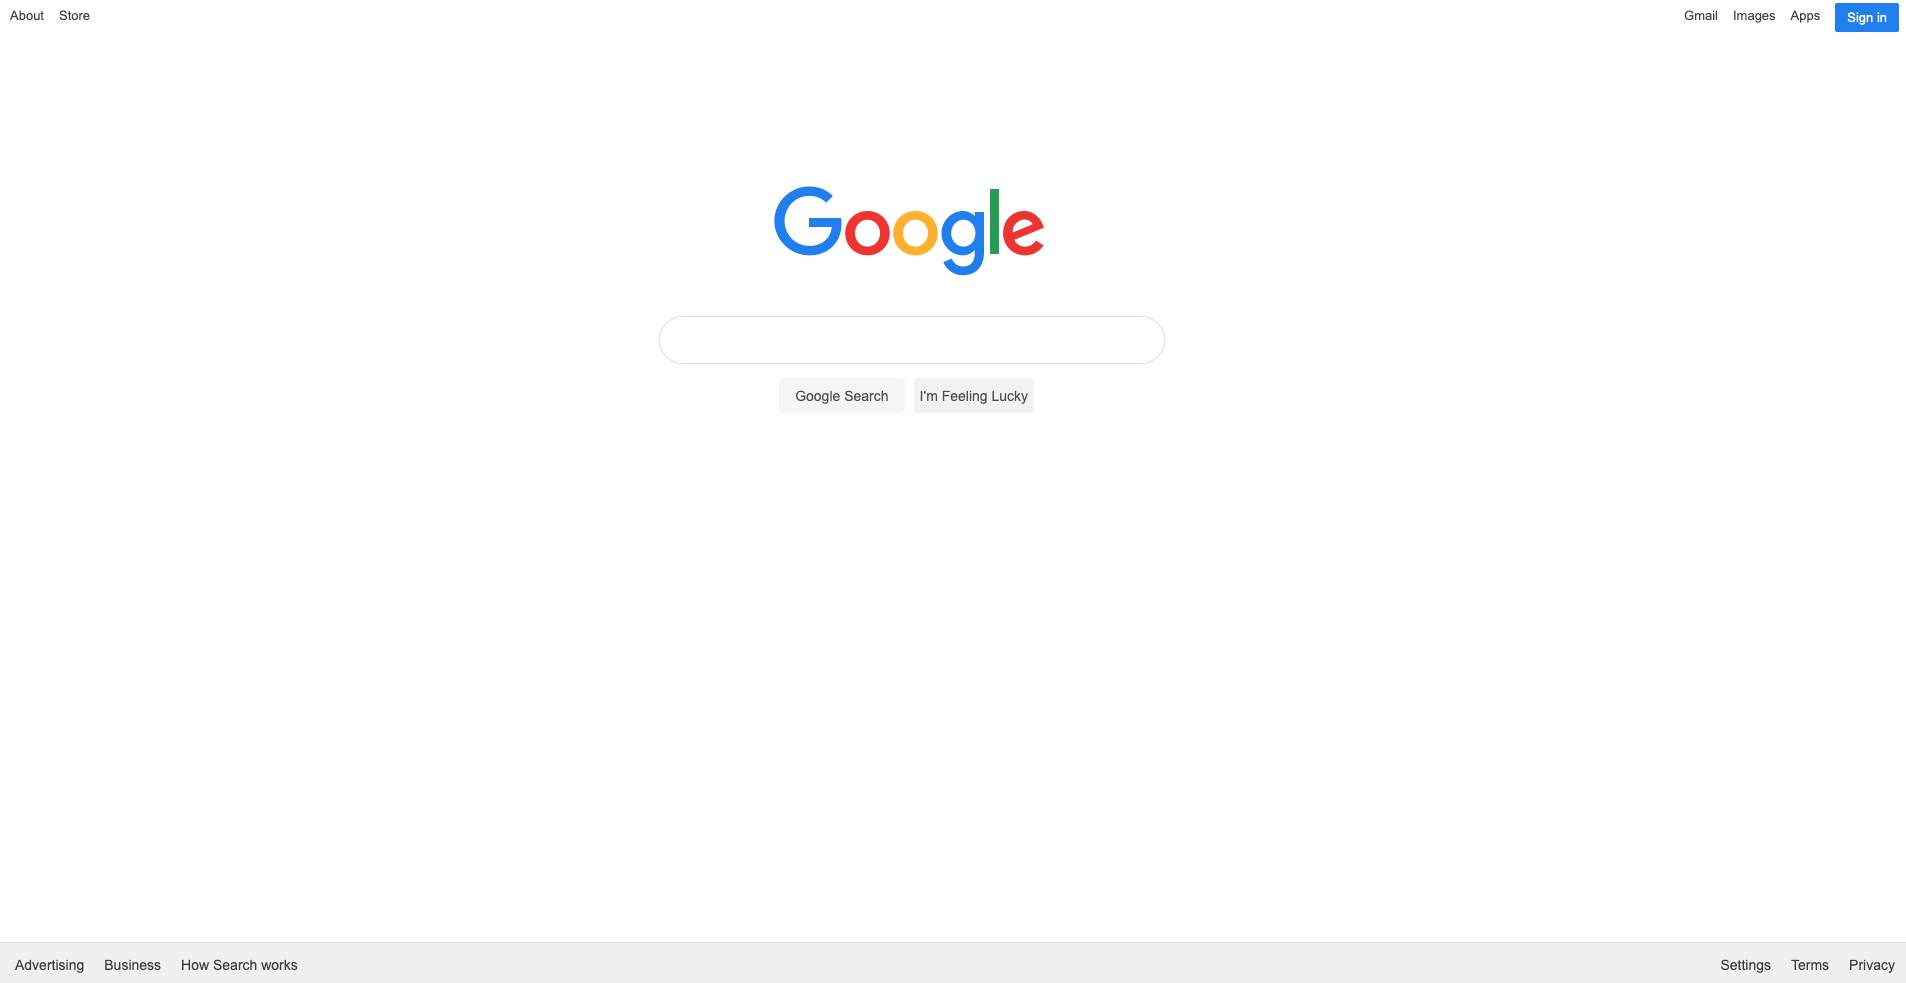 About Store Gmail Images Apps Sign in
Google
Google Search I'm Feeling Lucky
Advertising Business How Search works Settings Terms Privacy